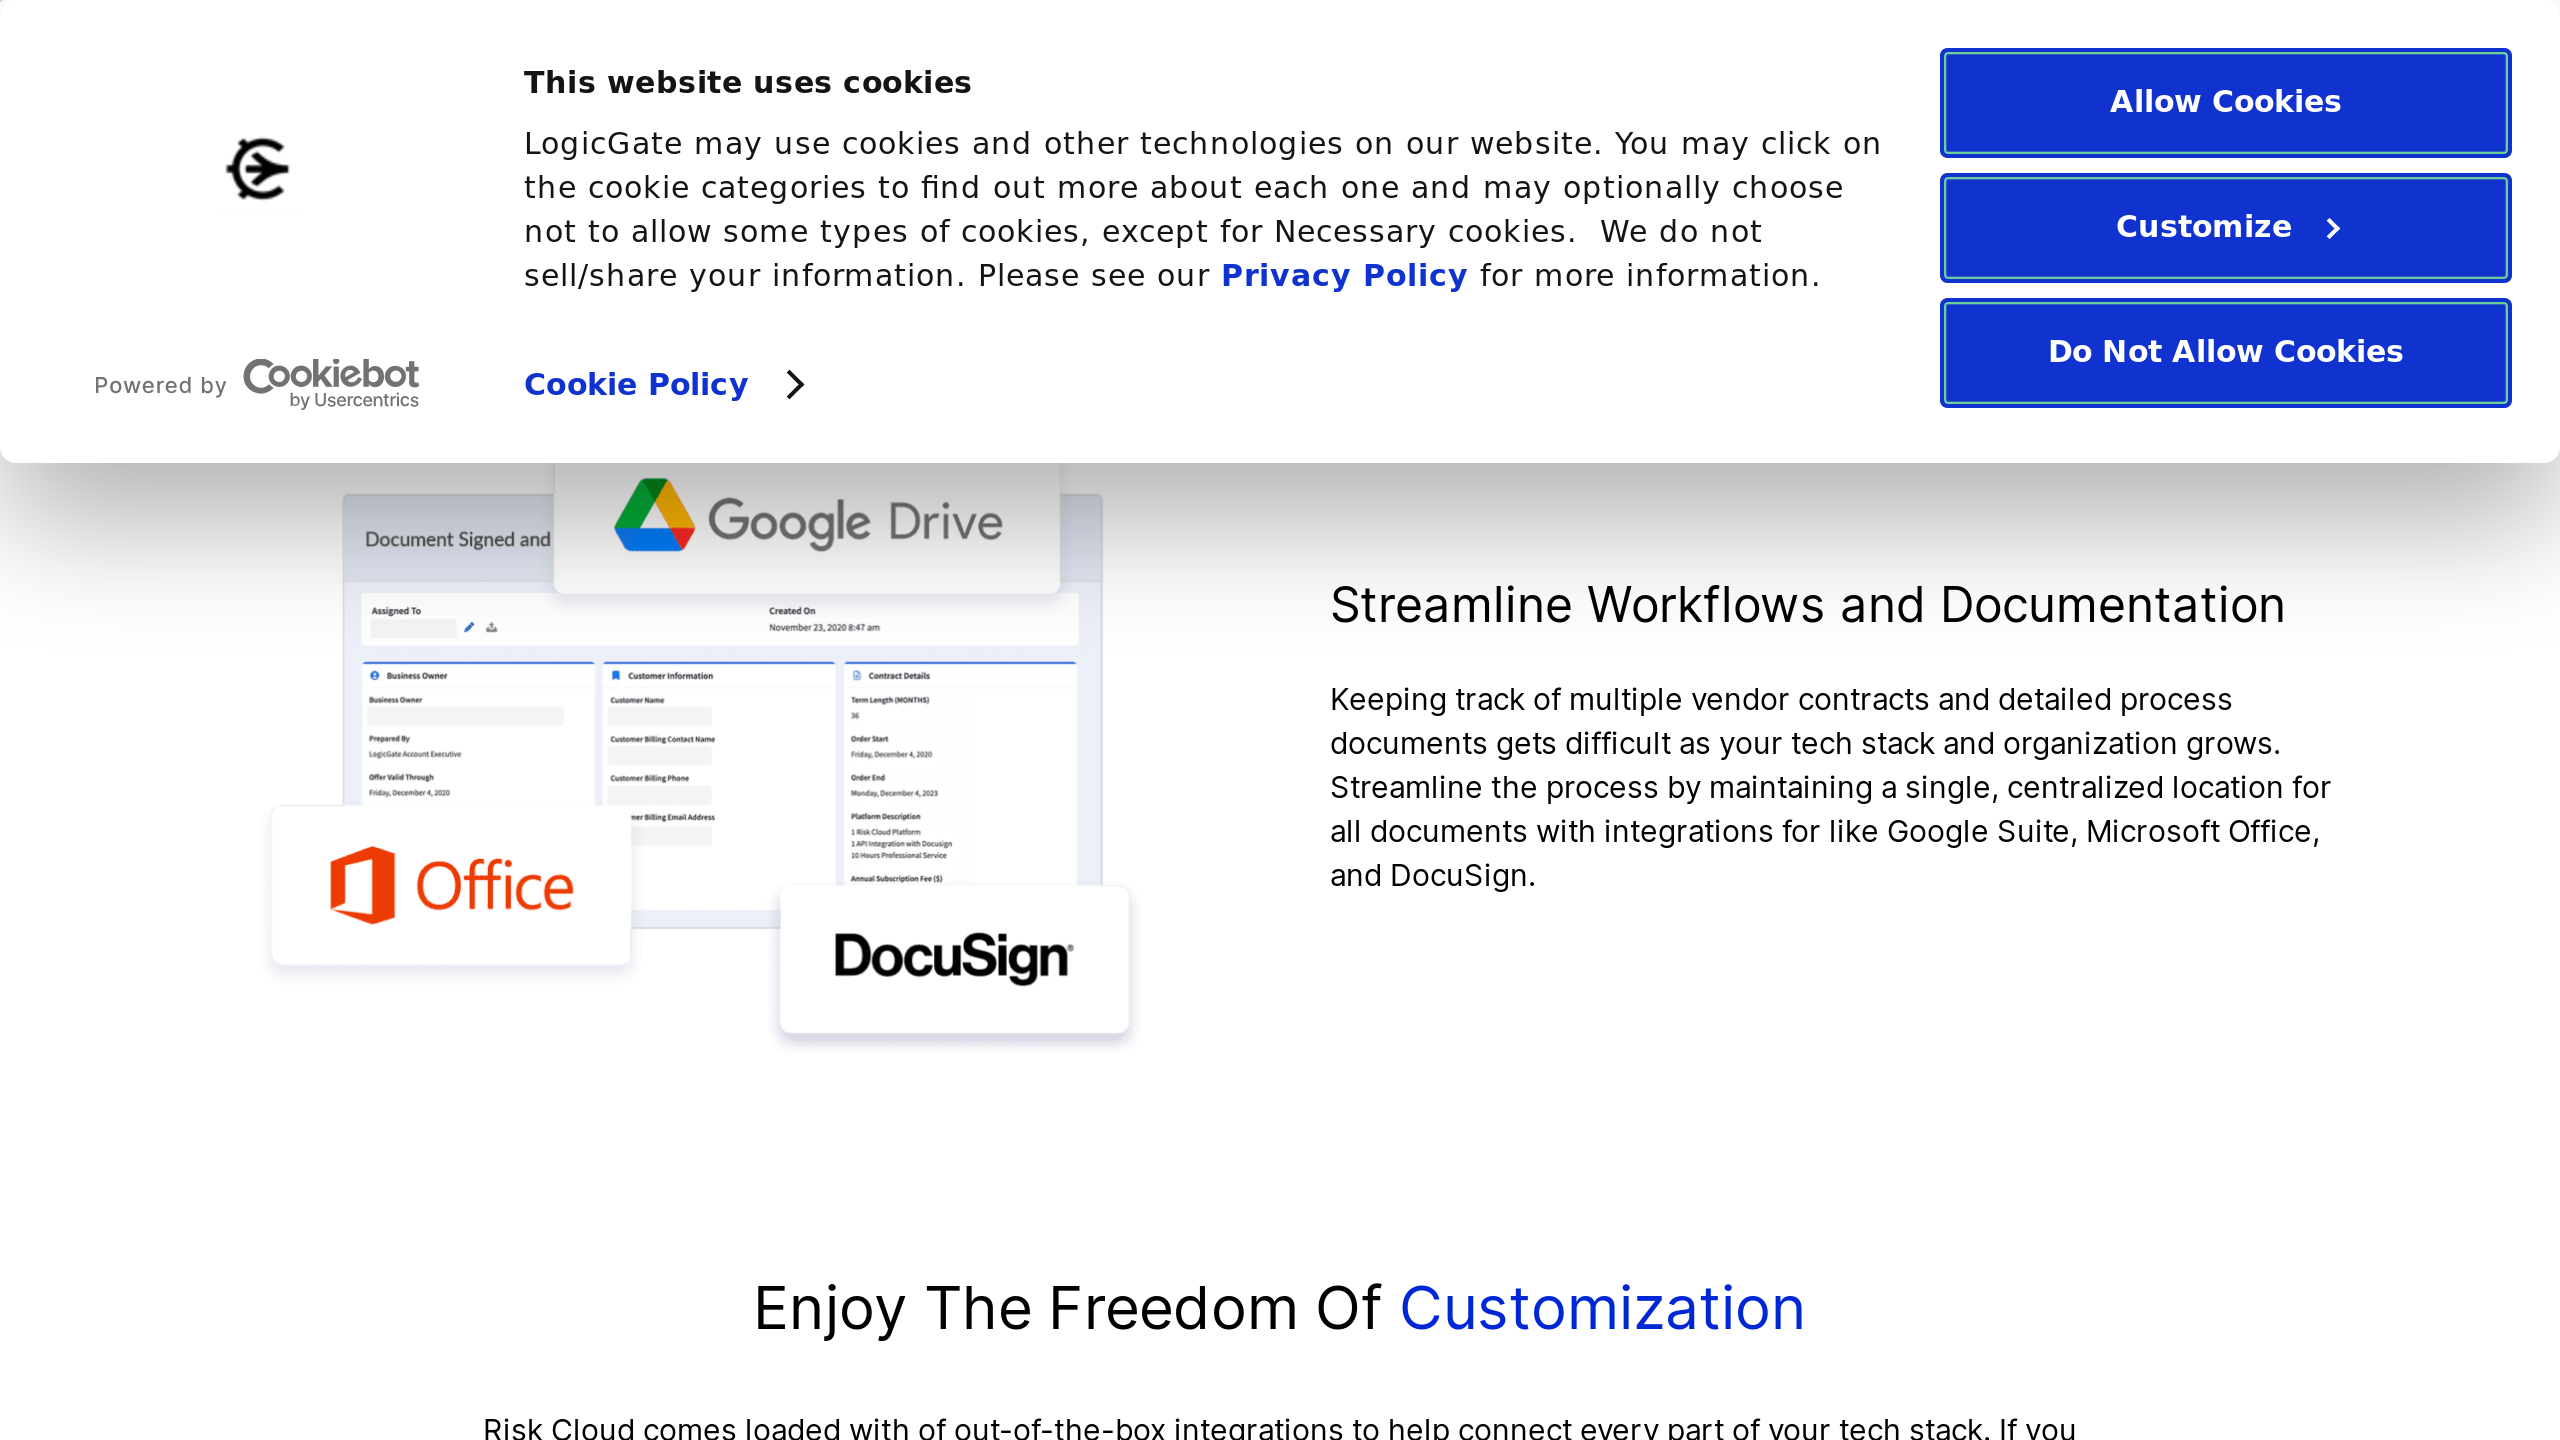 This website uses cookies
LogicGate may use cookies and other technologies on our website. You may click on
the cookie categories to find out more about each one and may optionally choose
not to allow some types of cookies, except for Necessary cookies.  We do not
sell/share your information. Please see our Privacy Policy for more information.
Allow Cookies
Customize
Do Not Allow Cookies
Powered by Cookiebot
by Usercentrics
Cookie Policy
Google Drive
Document Signed and
Assigned To
Created On
November 23, 2020 8:47 am
Business Owner
Business Owner
Prepared By
LogicGate Account Executive
Offer Valid Through
Friday, December 4, 2020
Customer Information
Customer Name
Customer Billing Contact Name
Customer Billing Phone
mer Billing Email Address
Contract Details
Term Length (MONTHS)
36
Order Start
Friday, December 4, 2020
Order End
Monday, December 4, 2023
Platform Description
1 Risk Cloud Platform
1 API Integration with Docusign
10 Hours Professional Service
Annual Subscription Fee ($)
Office
DocuSign®
Streamline Workflows and Documentation
Keeping track of multiple vendor contracts and detailed process
documents gets difficult as your tech stack and organization grows.
Streamline the process by maintaining a single, centralized location for
all documents with integrations for like Google Suite, Microsoft Office,
and DocuSign.
Enjoy The Freedom Of Customization
Risk Cloud comes loaded with of out-of-the-box integrations to help connect every part of your tech stack. If you